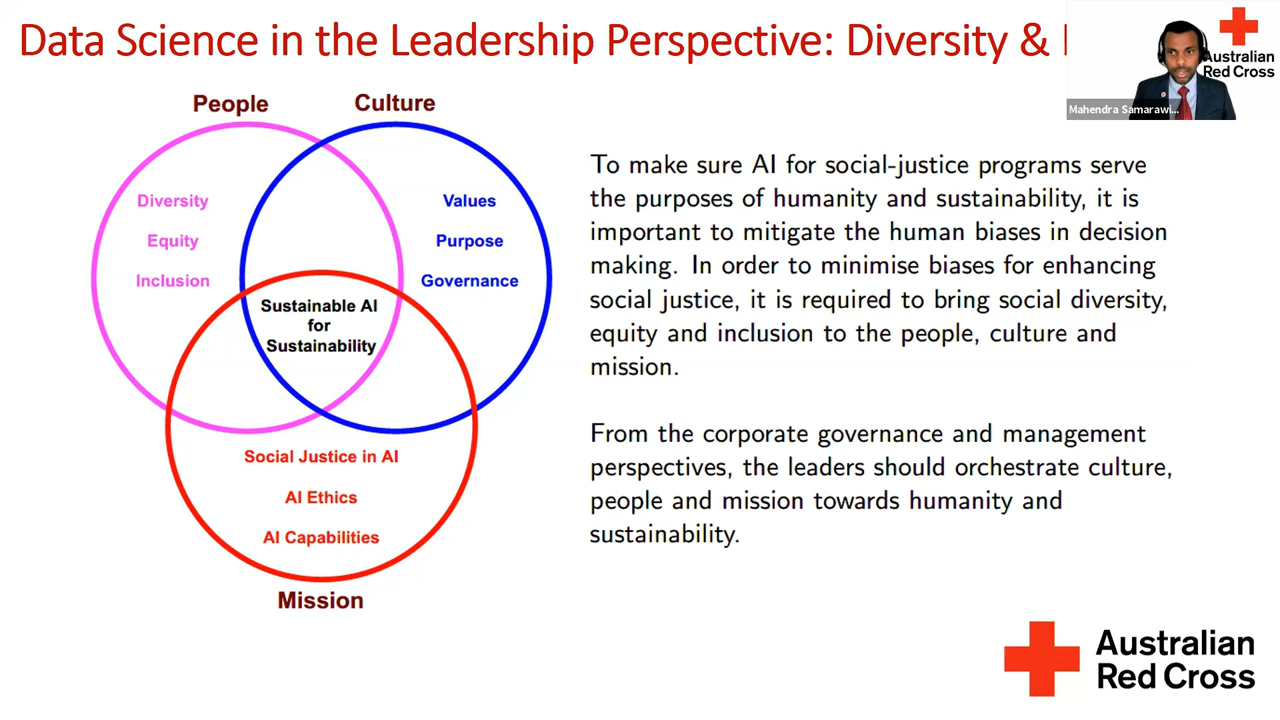 Data Science in the Leadership Perspective: Diversity &
Australian
Red Cross
Mahendra Samarawi...
People
Culture
Diversity
Equity
Inclusion
Values
Purpose
Governance
Sustainable AI
for
Sustainability
Social Justice in AI
AI Ethics
AI Capabilities
Mission
To make sure AI for social-justice programs serve
the purposes of humanity and sustainability, it is
important to mitigate the human biases in decision
making. In order to minimise biases for enhancing
social justice, it is required to bring social diversity,
equity and inclusion to the people, culture and
mission.
From the corporate governance and management
perspectives, the leaders should orchestrate culture,
people and mission towards humanity and
sustainability.
Australian
Red Cross